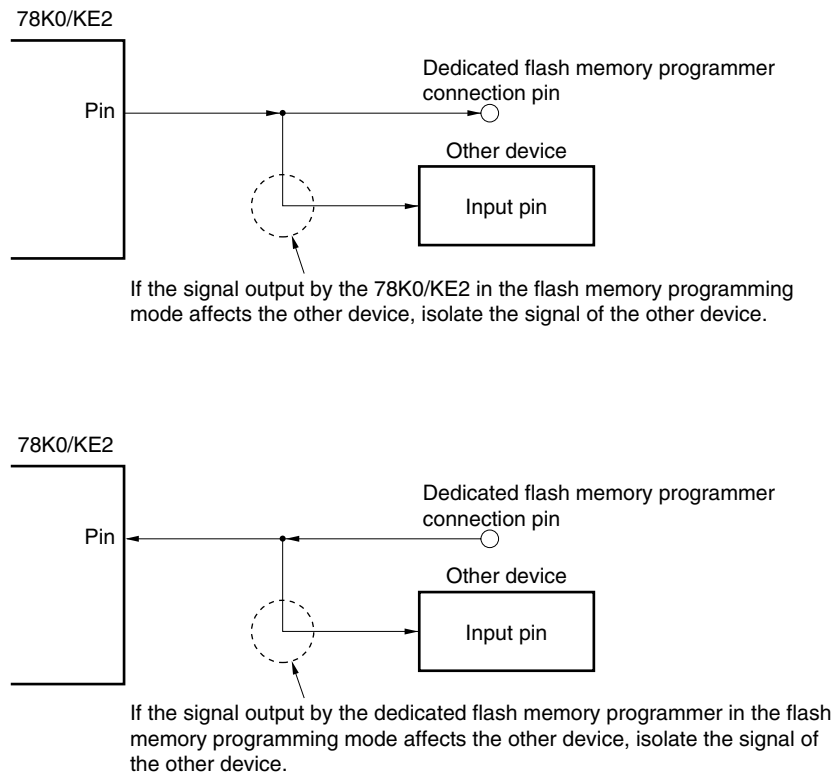 78K0/KE2
Dedicated flash memory programmer
connection pin
Pin
Other device
Input pin
If the signal output by the 78K0/KE2 in the flash memory programming
mode affects the other device, isolate the signal of the other device.
78K0/KE2
Dedicated flash memory programmer
connection pin
Pin
Other device
Input pin
If the signal output by the dedicated flash memory programmer in the flash
memory programming mode affects the other device, isolate the signal of
the other device.